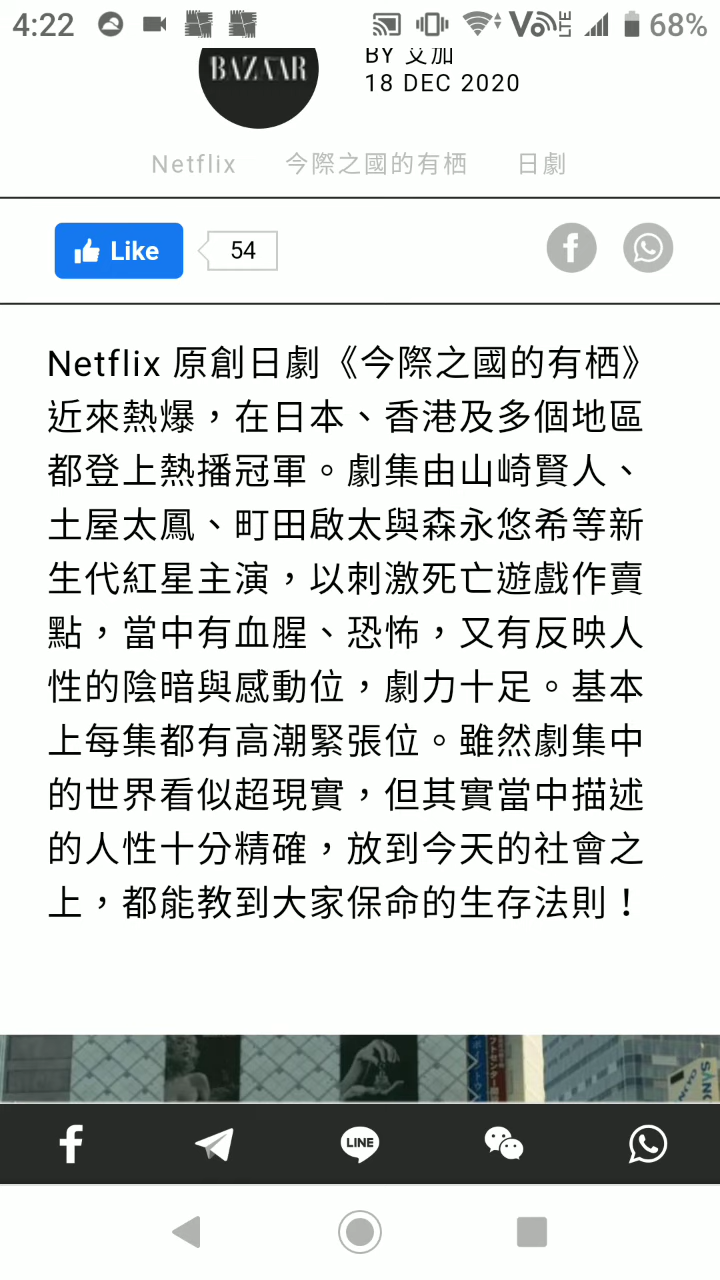 4:22
LTE
68%
BAZAAR
BY 艾加
18 DEC 2020
Netflix
今際之國的有栖
日劇
Like
54
Netflix 原創日劇《今際之國的有栖》
近來熱爆，在日本、香港及多個地區
都登上熱播冠軍。劇集由山崎賢人、
土屋太鳳、町田啟太與森永悠希等新
生代紅星主演，以刺激死亡遊戲作賣
點，當中有血腥、恐怖，又有反映人
性的陰暗與感動位，劇力十足。基本
上每集都有高潮緊張位。雖然劇集中
的世界看似超現實，但其實當中描述
的人性十分精確，放到今天的社會之
上，都能教到大家保命的生存法則！
LINE